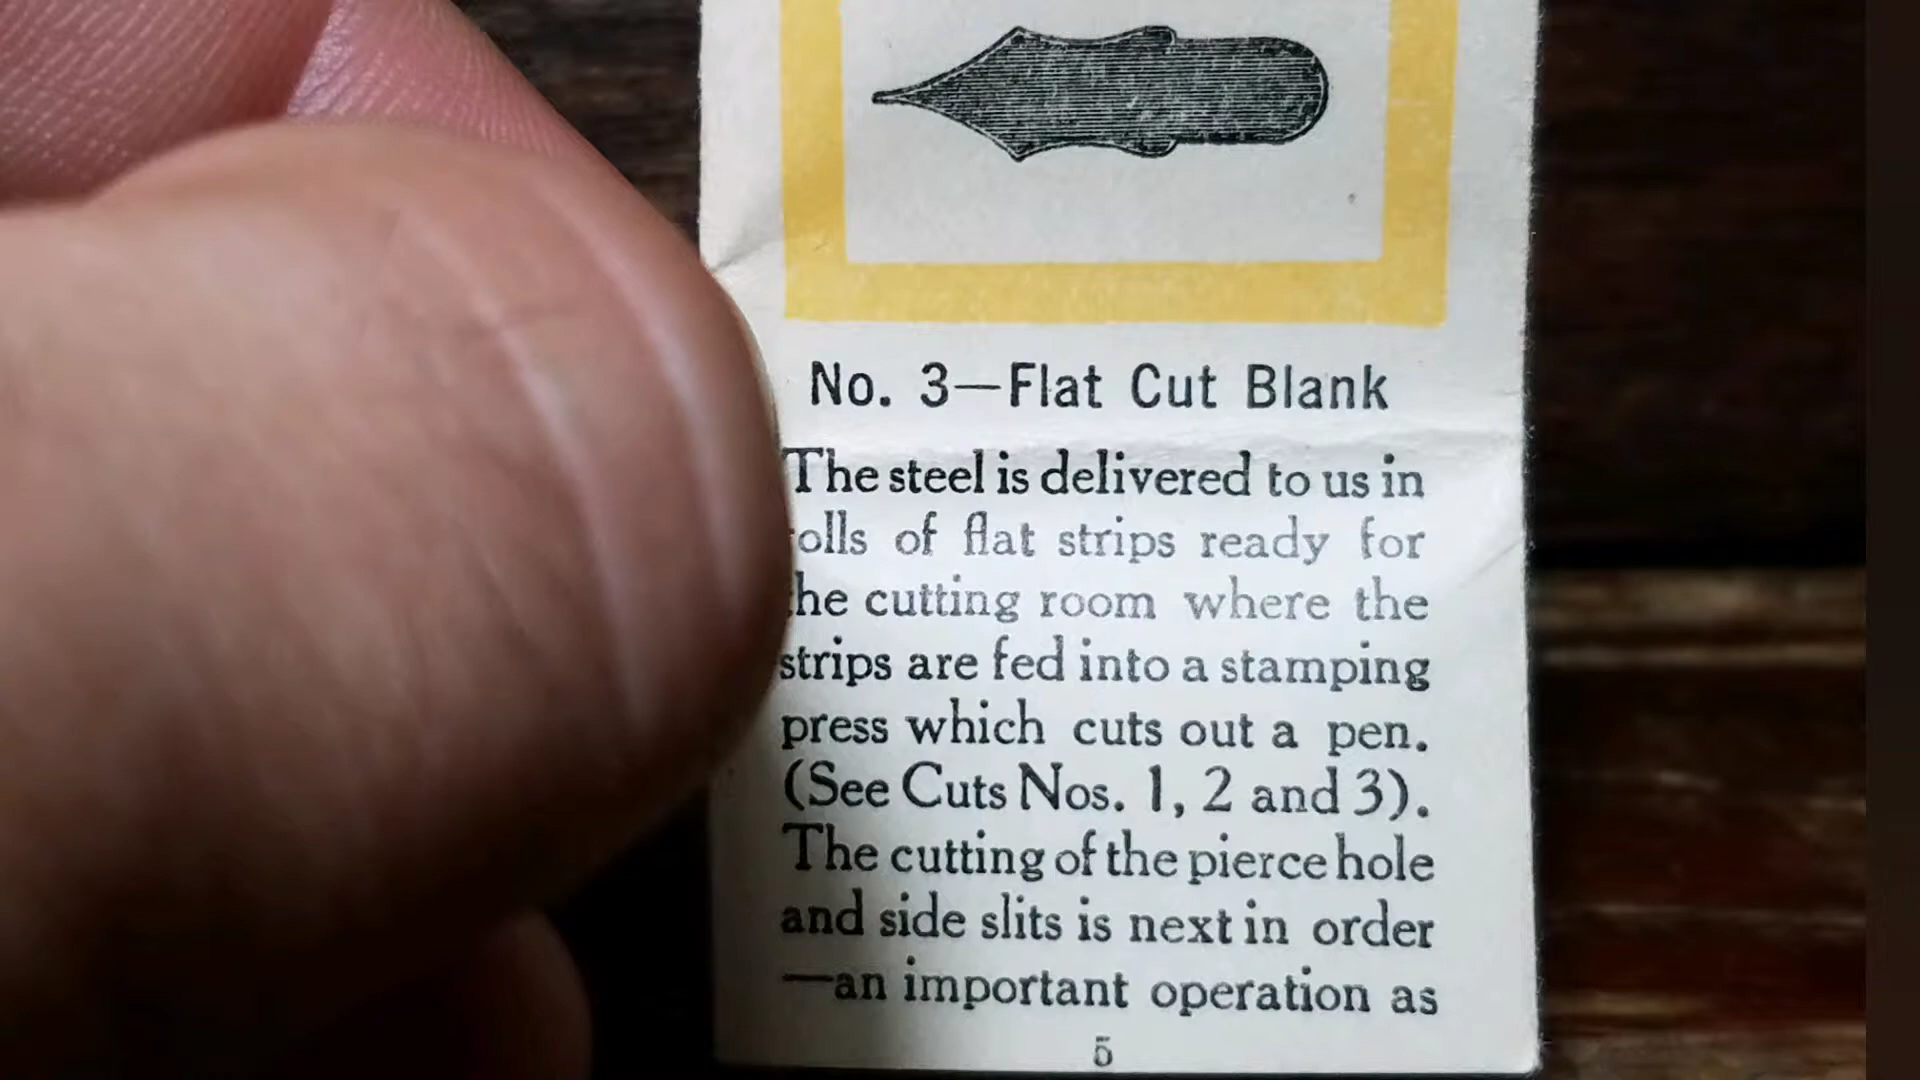 No. 3—Flat Cut Blank
The steel is delivered to us in
olls of flat strips ready for
he cutting room where the
strips are fed into a stamping
press which cuts out a pen.
(See Cuts Nos. 1, 2 and 3).
The cutting of the pierce hole
and side slits is next in order
—an important operation as
5